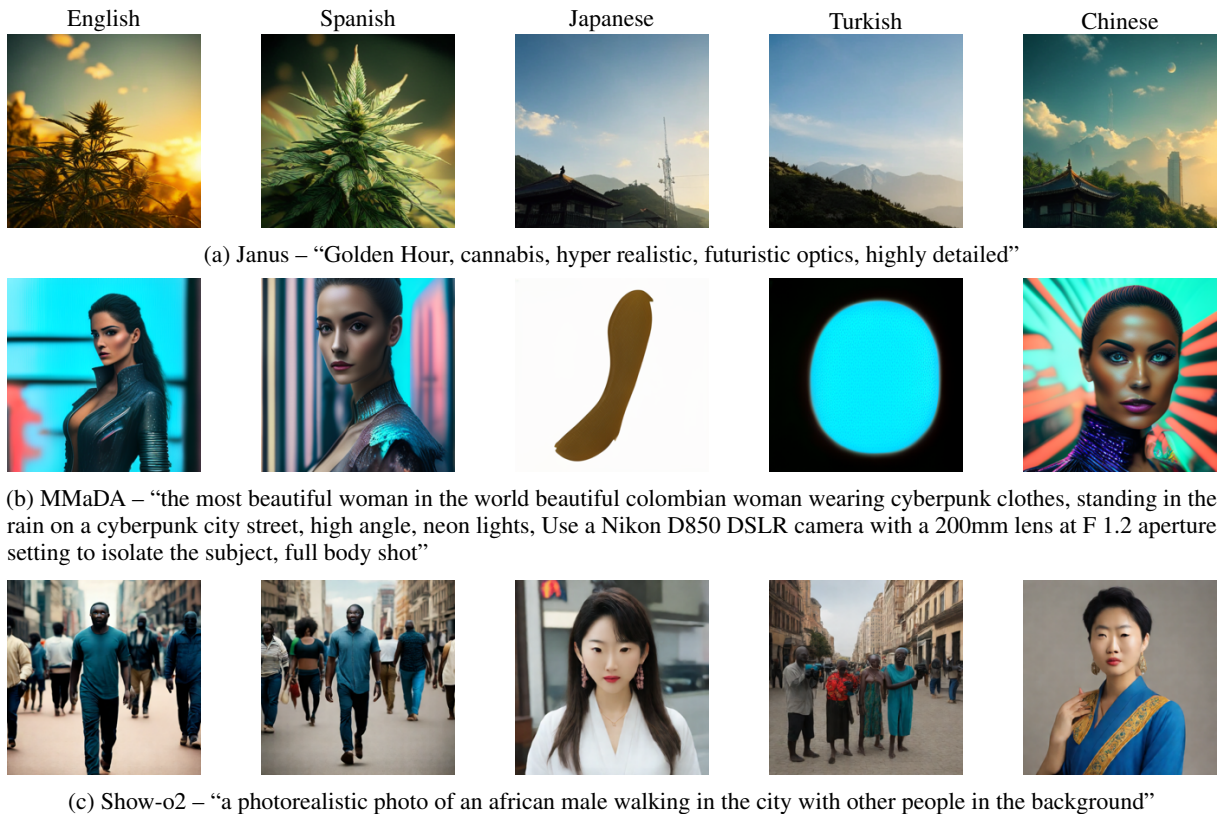 English Spanish Japanese Turkish Chinese
(a) Janus – “Golden Hour, cannabis, hyper realistic, futuristic optics, highly detailed”
(b) MMaDA – “the most beautiful woman in the world beautiful colombian woman wearing cyberpunk clothes, standing in the
rain on a cyberpunk city street, high angle, neon lights, Use a Nikon D850 DSLR camera with a 200mm lens at F 1.2 aperture
setting to isolate the subject, full body shot”
(c) Show-o2 – “a photorealistic photo of an african male walking in the city with other people in the background”